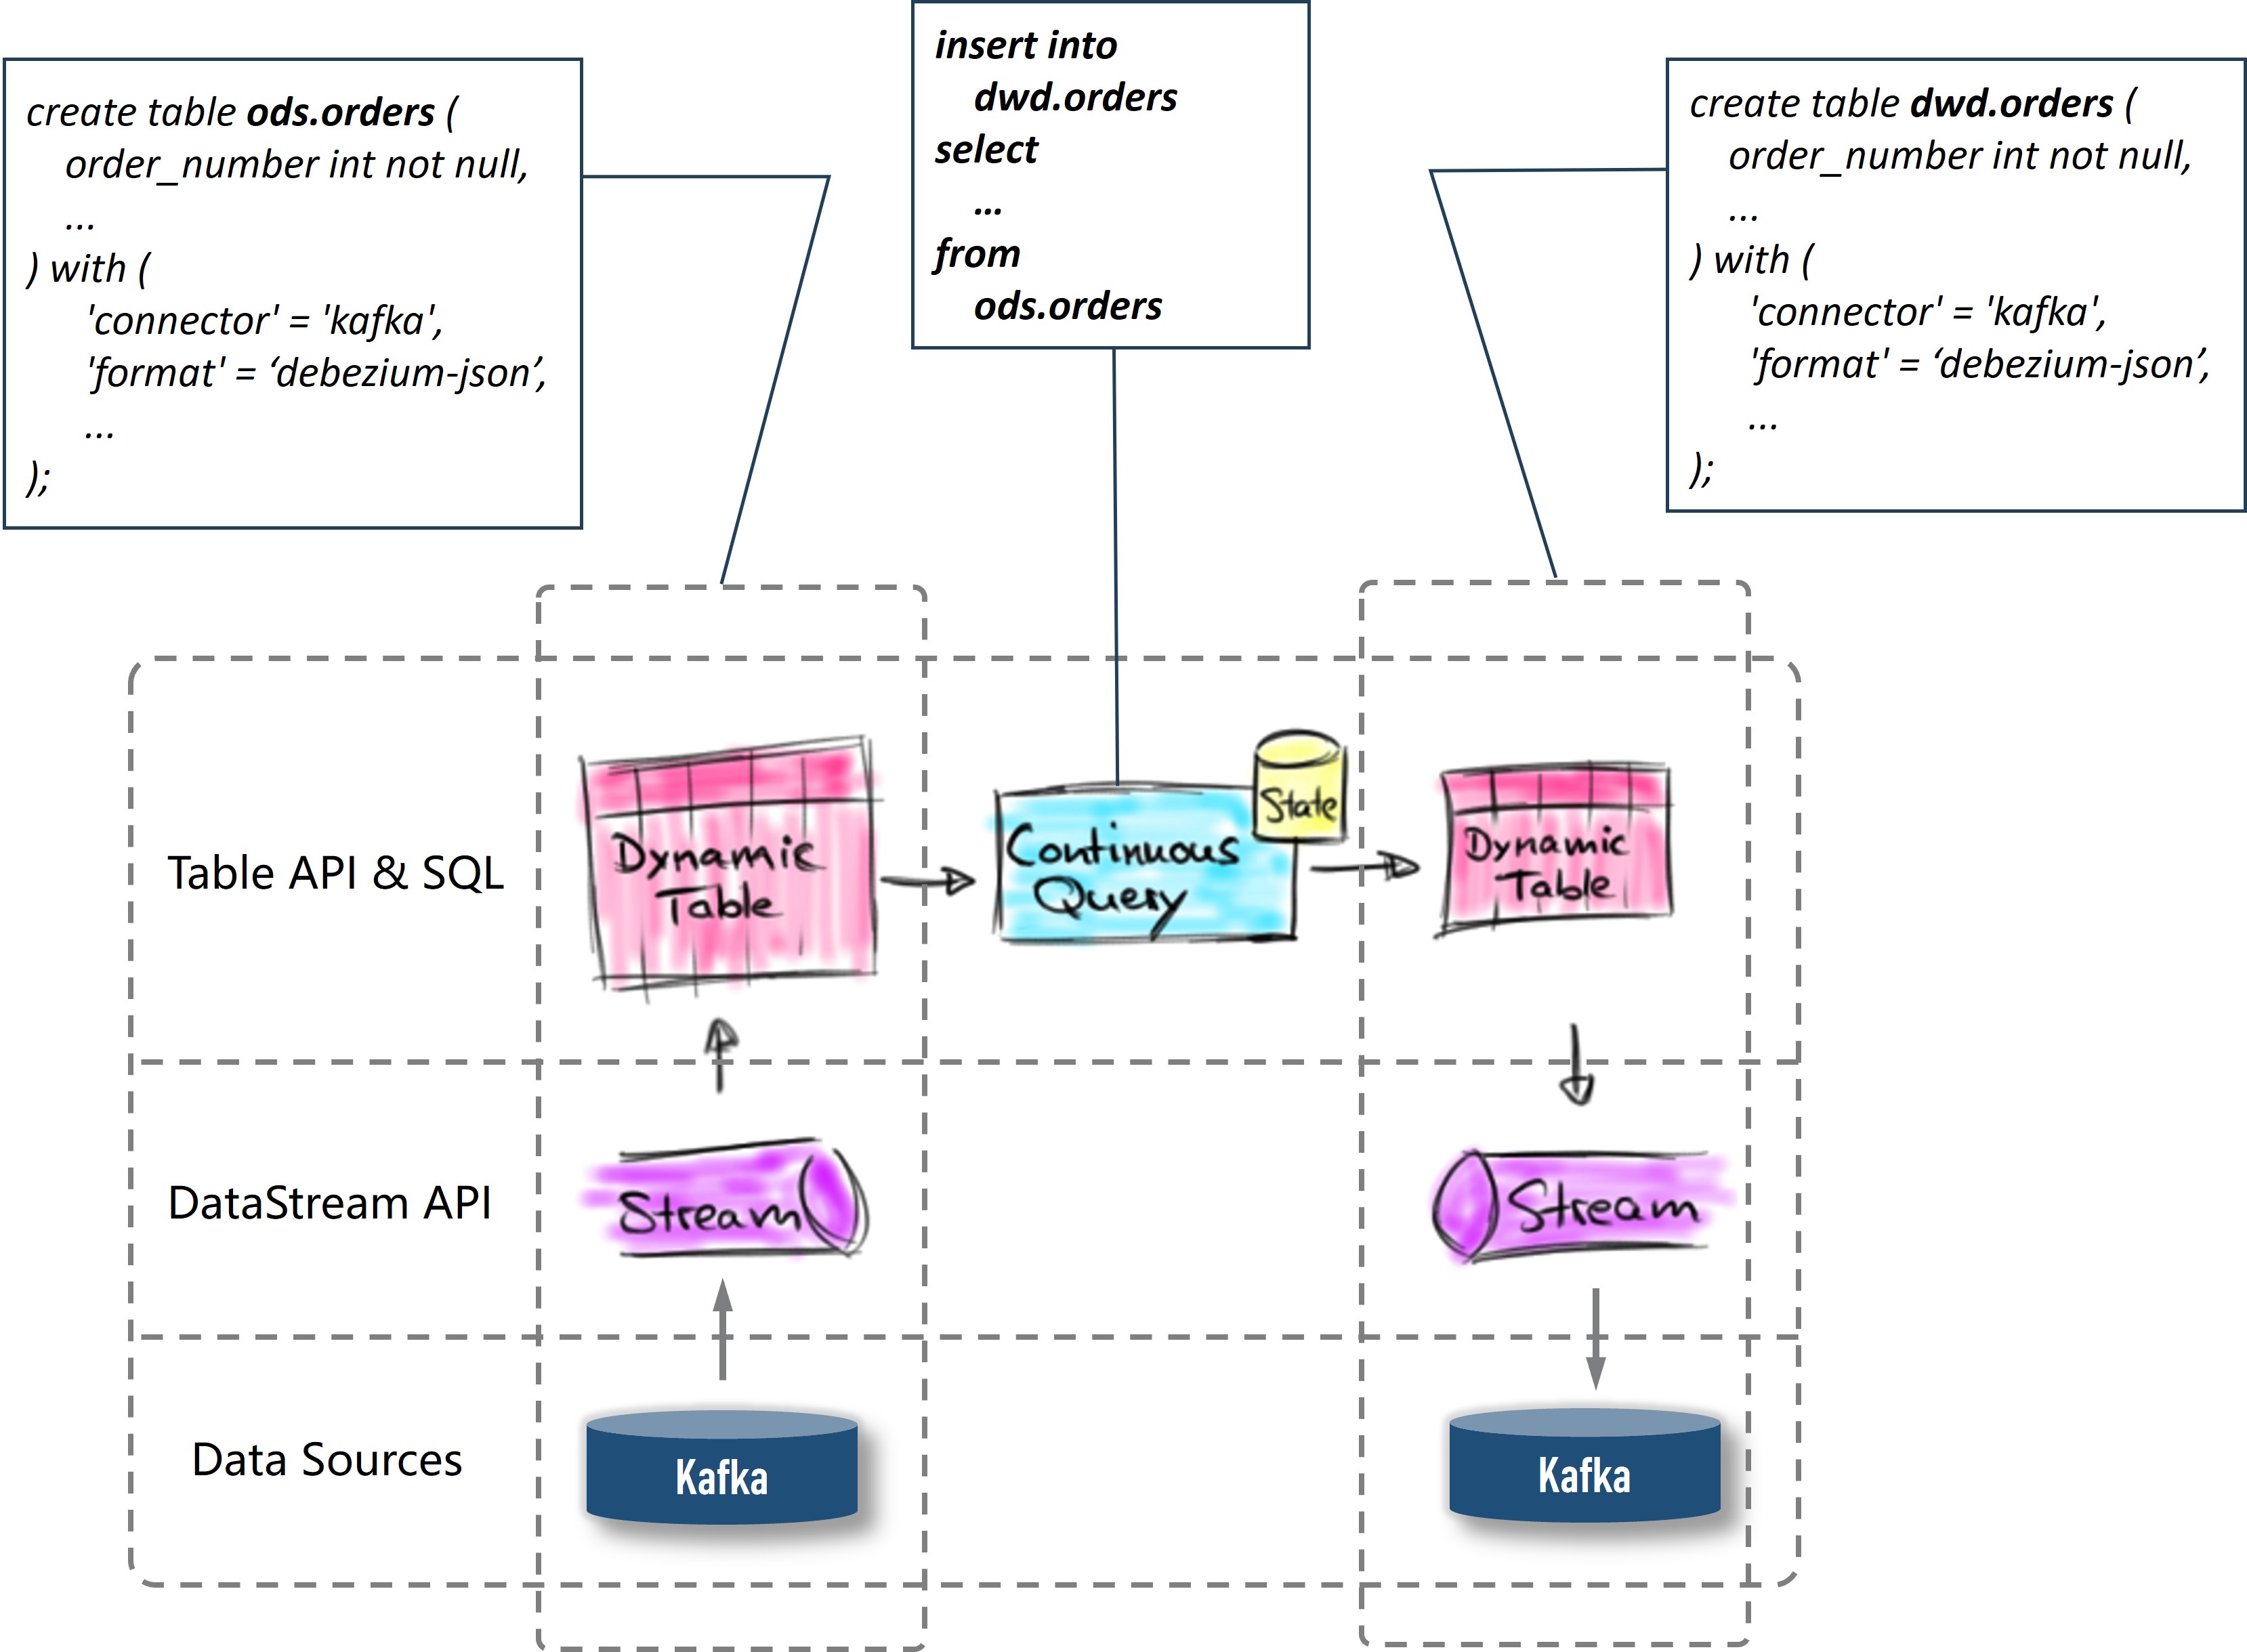 create table ods.orders (
order_number int not null,
...
) with (
'connector' = 'kafka',
'format' = ‘debezium-json’,
...
);
insert into
dwd.orders
select
...
from
ods.orders
create table dwd.orders (
order_number int not null,
...
) with (
'connector' = 'kafka',
'format' = ‘debezium-json’,
...
);
Table API & SQL
Dynamic
Table
Continuous
Query
State
Dynamic
Table
DataStream API
Stream
Stream
Data Sources
Kafka
Kafka